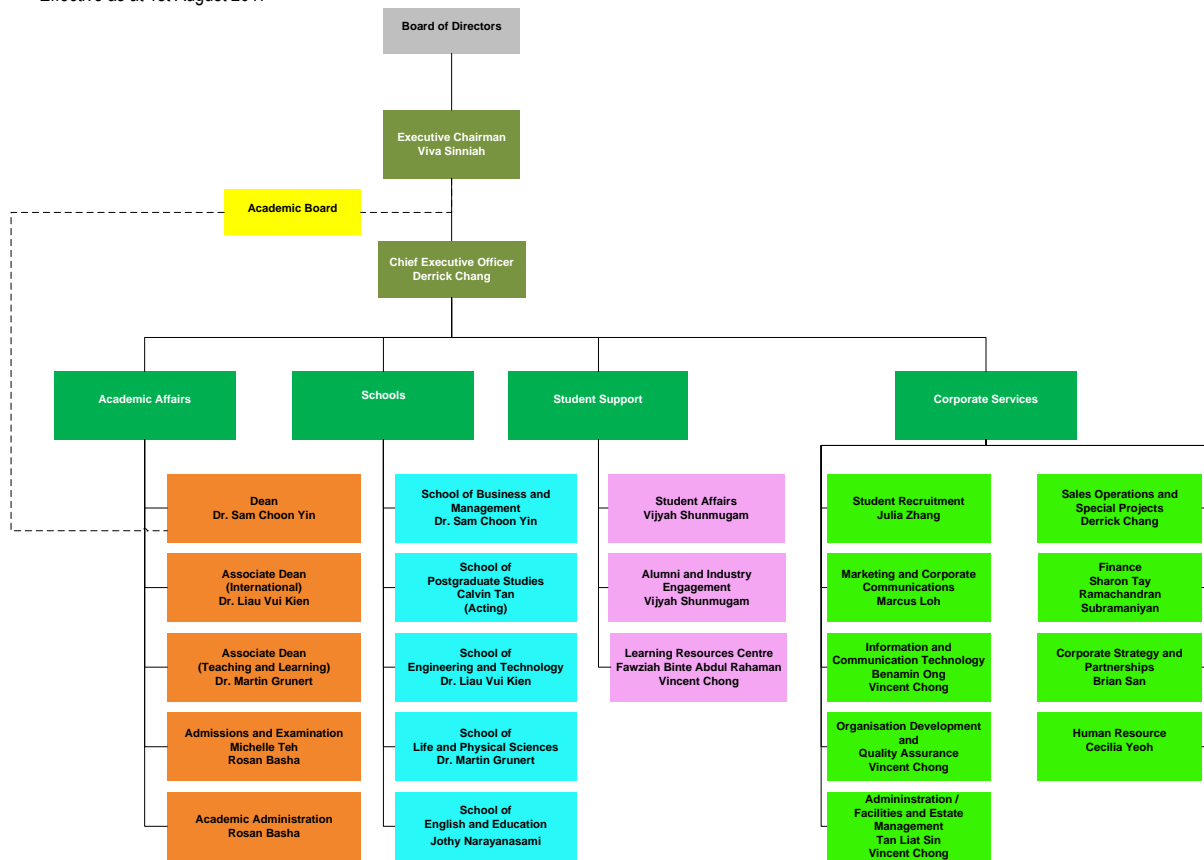 Board of Directors
Executive Chairman
Viva Sinniah
Academic Board
Chief Executive Officer
Derrick Chang
Academic Affairs
Schools
Student Support
Corporate Services
Dean
Dr. Sam Choon Yin
Associate Dean
(International)
Dr. Liau Vui Kien
Associate Dean
(Teaching and Learning)
Dr. Martin Grunert
Admissions and Examination
Michelle Teh
Rosan Basha
Academic Administration
Rosan Basha
School of Business and
Management
Dr. Sam Choon Yin
School of
Postgraduate Studies
Calvin Tan
(Acting)
School of
Engineering and Technology
Dr. Liau Vui Kien
School of
Life and Physical Sciences
Dr. Martin Grunert
School of
English and Education
Jothy Narayanasami
Student Affairs
Vijyah Shunmugam
Alumni and Industry
Engagement
Vijyah Shunmugam
Learning Resources Centre
Fawziah Binte Abdul Rahaman
Vincent Chong
Student Recruitment
Julia Zhang
Marketing and Corporate
Communications
Marcus Loh
Information and
Communication Technology
Benamin Ong
Vincent Chong
Organisation Development
and
Quality Assurance
Vincent Chong
Admininstration /
Facilities and Estate
Management
Tan Liat Sin
Vincent Chong
Sales Operations and
Special Projects
Derrick Chang
Finance
Sharon Tay
Ramachandran
Subramaniyan
Corporate Strategy and
Partnerships
Brian San
Human Resource
Cecilia Yeoh